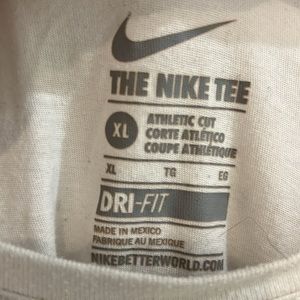 THE NIKE TEE
XL
ATHLETIC CUT
CORTE ATLÉTICO
COUPE ATHLÉTIQUE
XL TG EG
DRI-FIT
MADE IN MEXICO
FABRIQUE AU MEXIQUE
NIKEBETTERWORLD.COM